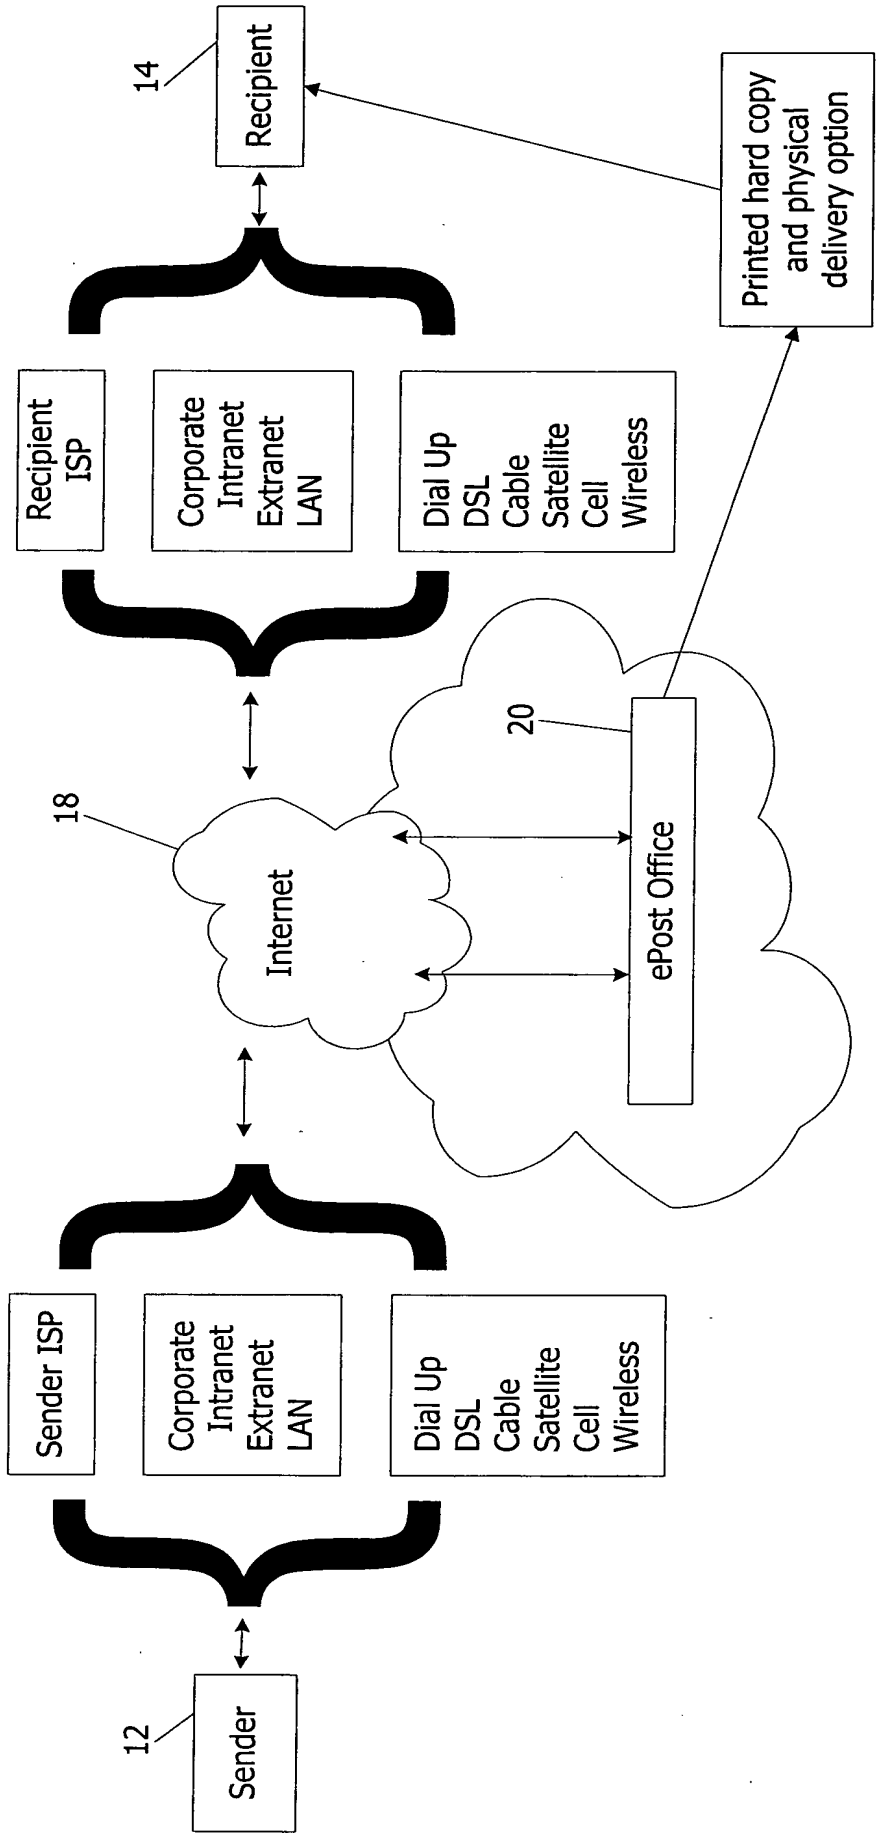 12
Sender
Sender ISP
Corporate
Intranet
Extranet
LAN
Dial Up
DSL
Cable
Satellite
Cell
Wireless
18
Internet
20
ePost Office
Recipient
ISP
Corporate
Intranet
Extranet
LAN
Dial Up
DSL
Cable
Satellite
Cell
Wireless
14
Recipient
Printed hard copy
and physical
delivery option